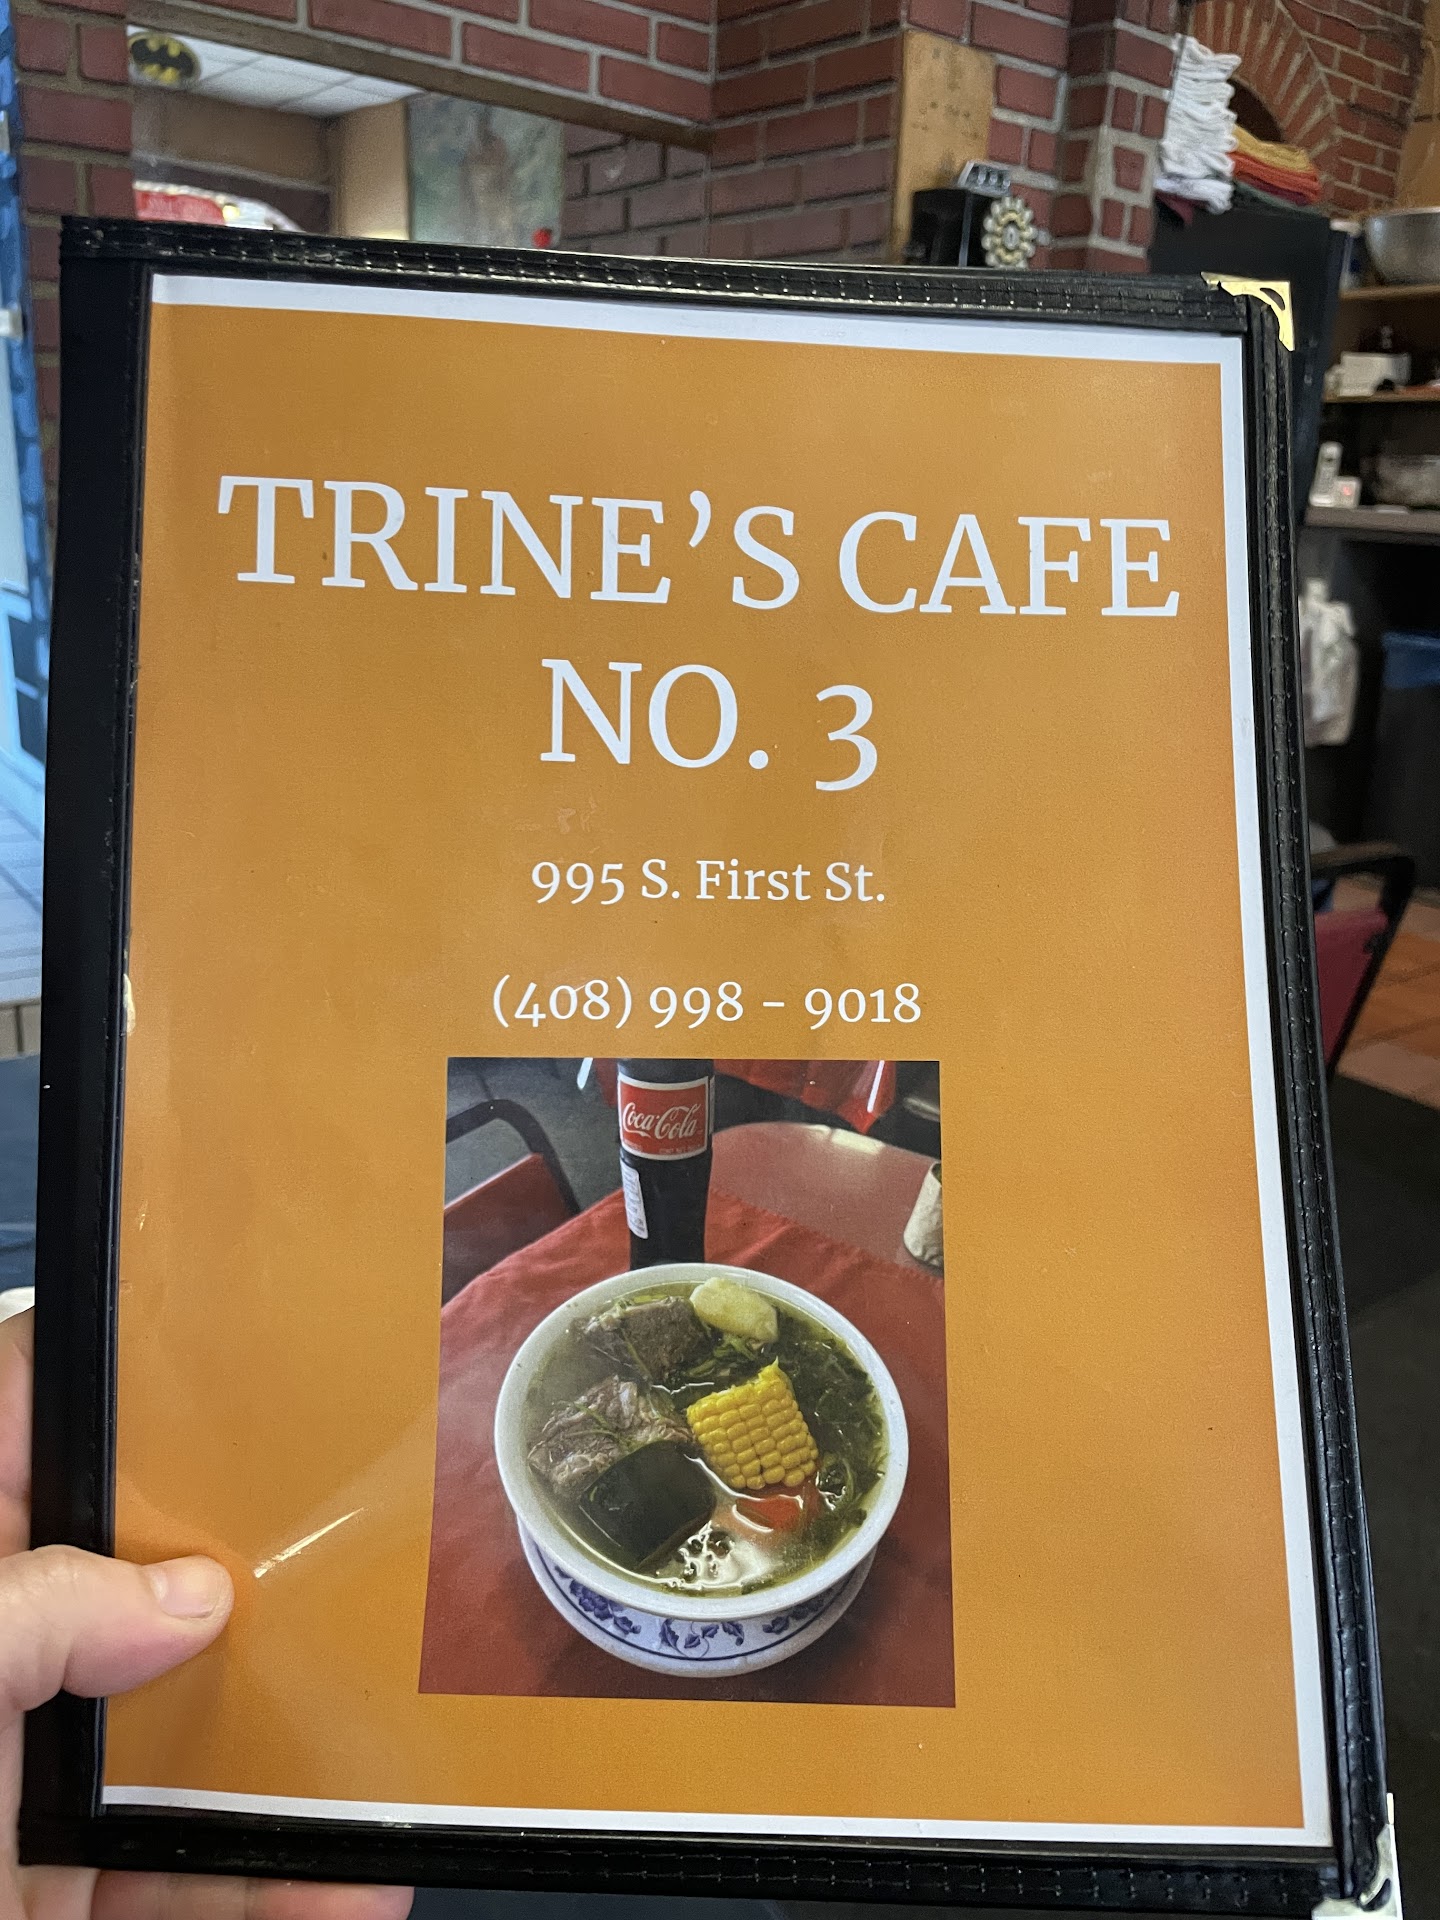 TRINE'S CAFE
NO. 3
995 S. First St.
(408) 998 - 9018
Coca-Cola